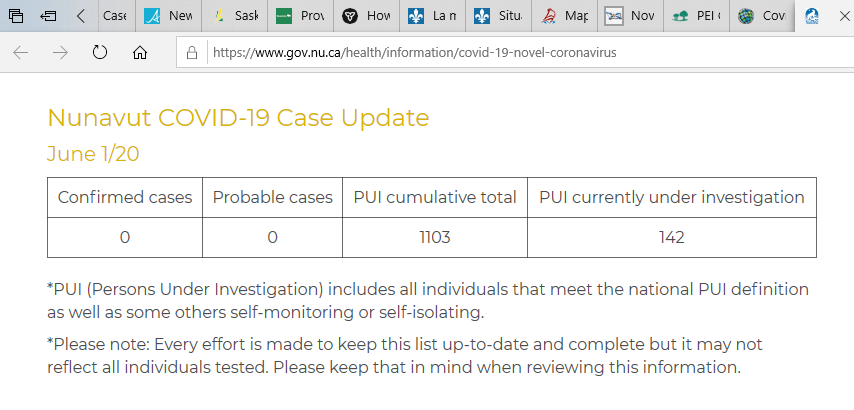 Case
Nev
Sask
Prov
How
La n
Situ
Map
Nov
PEI
Cov
https://www.gov.nu.ca/health/information/covid-19-novel-coronavirus
Nunavut COVID-19 Case Update
June 1/20
Confirmed cases Probable cases PUI cumulative total PUI currently under investigation
0 0 1103 142
*PUI (Persons Under Investigation) includes all individuals that meet the national PUI definition
as well as some others self-monitoring or self-isolating.
*Please note: Every effort is made to keep this list up-to-date and complete but it may not
reflect all individuals tested. Please keep that in mind when reviewing this information.